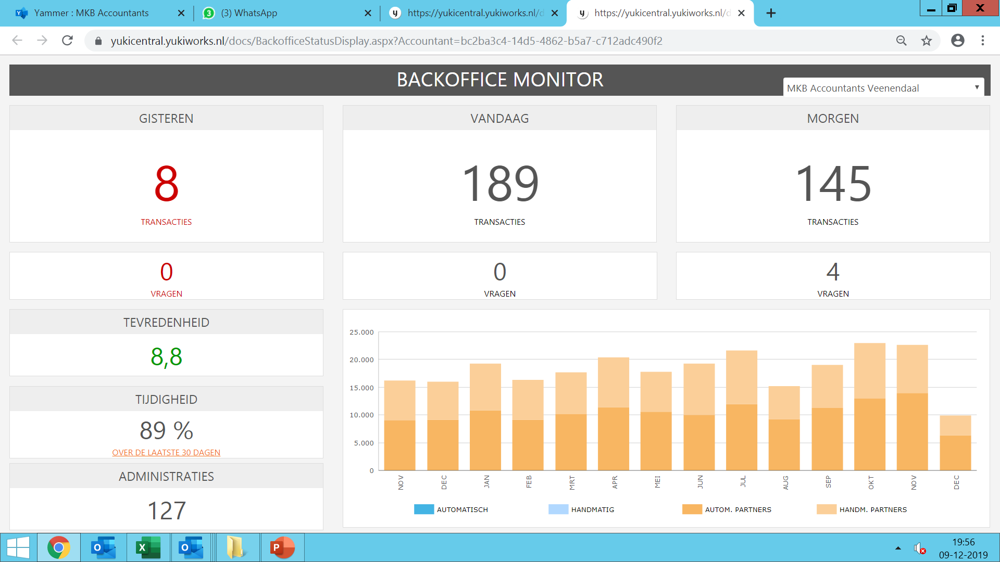 Yammer : MKB Accountants
(3) WhatsApp
https://yukicentral.yukiworks.nl/d
https://yukicentral.yukiworks.nl/d
yukicentral.yukiworks.nl/docs/BackofficeStatusDisplay.aspx?Accountant=bc2ba3c4-14d5-4862-b5a7-c712adc490f2
BACKOFFICE MONITOR
MKB Accountants Veenendaal
GISTEREN
8
TRANSACTIES
VANDAAG
189
TRANSACTIES
MORGEN
145
TRANSACTIES
0
VRAGEN
0
VRAGEN
4
VRAGEN
TEVREDENHEID
8,8
TIJDIGHEID
89 %
OVER DE LAATSTE 30 DAGEN
ADMINISTRATIES
127
25.000
20.000
15.000
10.000
5.000
0
NOV DEC JAN FEB MRT APR MEI JUN JUL AUG SEP OKT NOV DEC
AUTOMATISCH HANDMATIG AUTOM. PARTNERS HANDM. PARTNERS
19:56
09-12-2019